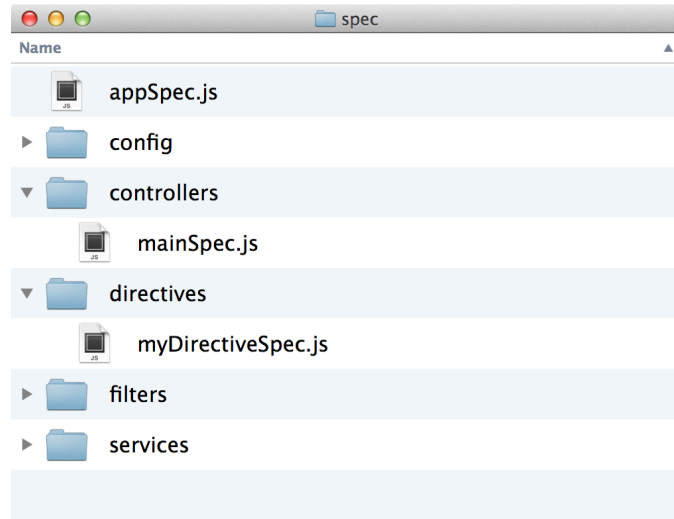 spec
Name
JS appSpec.js
config
controllers
JS mainSpec.js
directives
JS myDirectiveSpec.js
filters
services